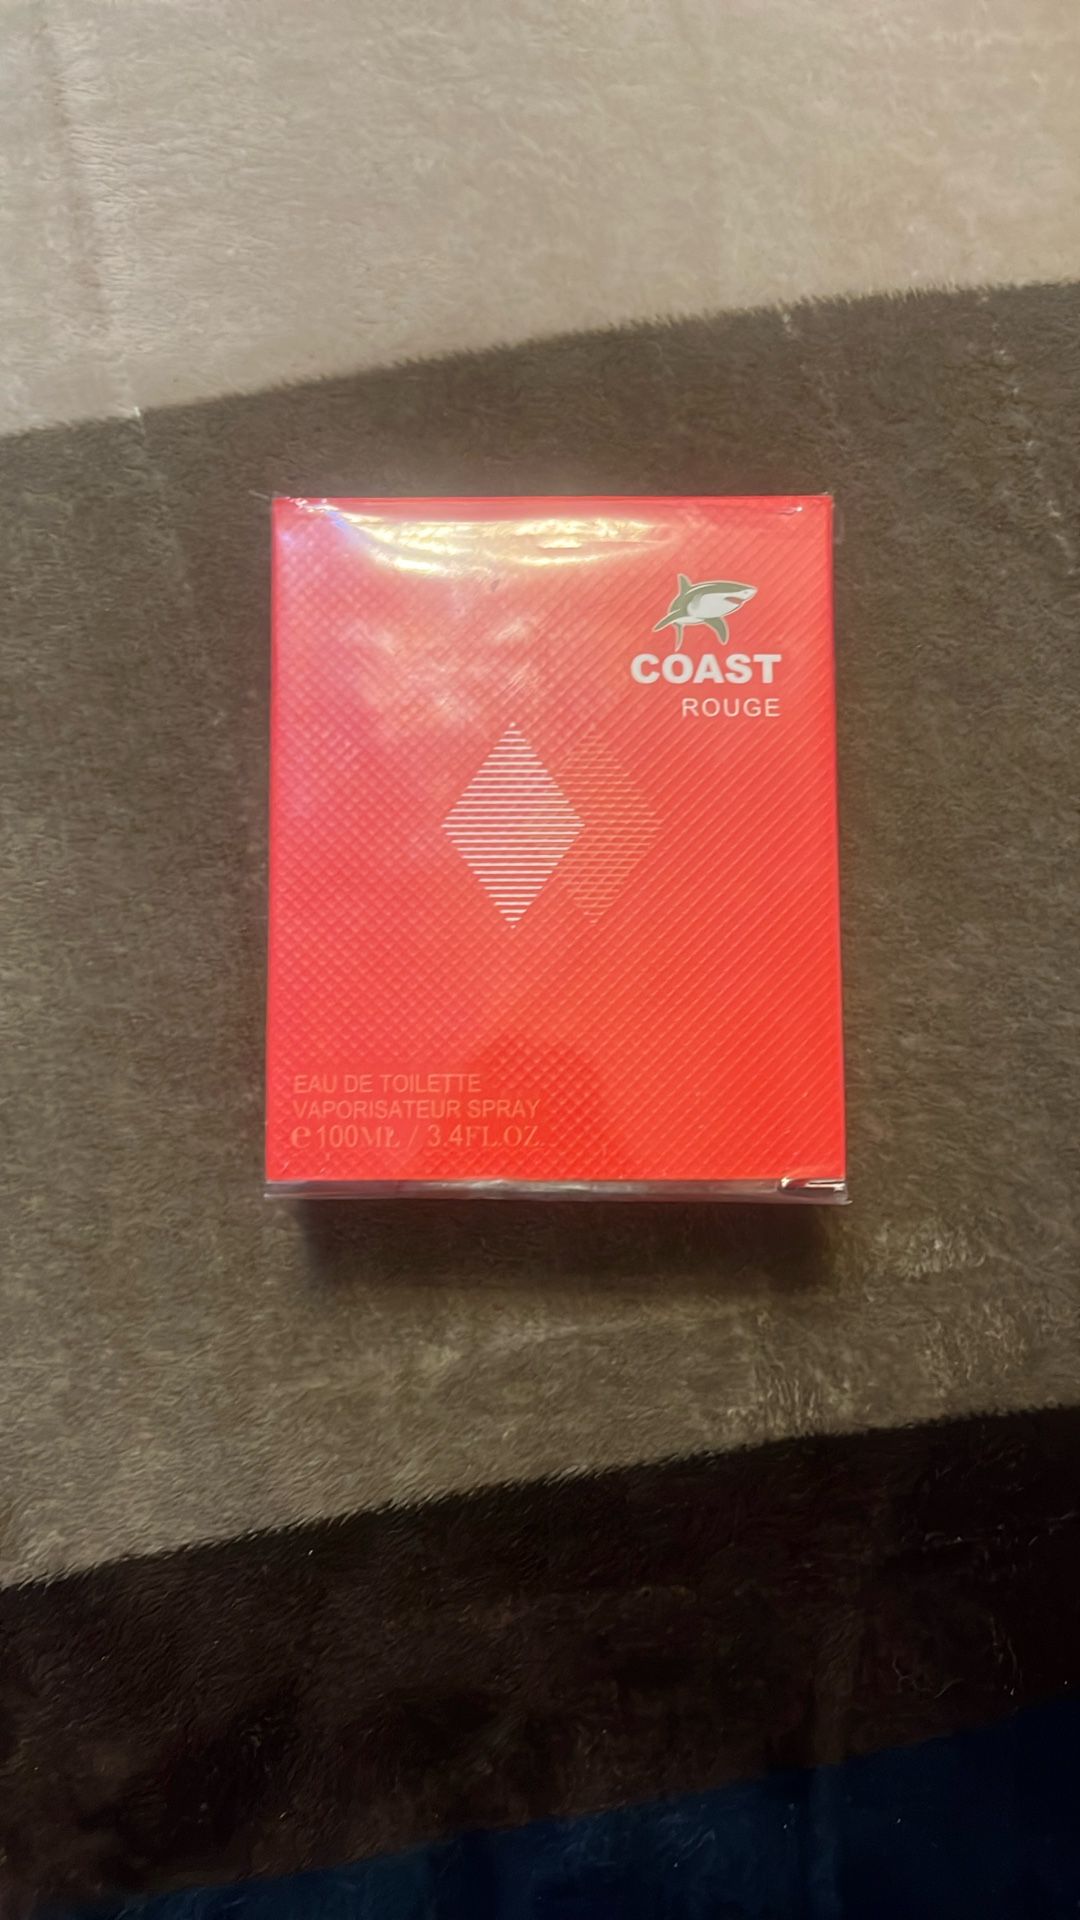 COAST
ROUGE
EAU DE TOILETTE
VAPORISATEUR SPRAY
℮ 100ML / 3.4FL.OZ.